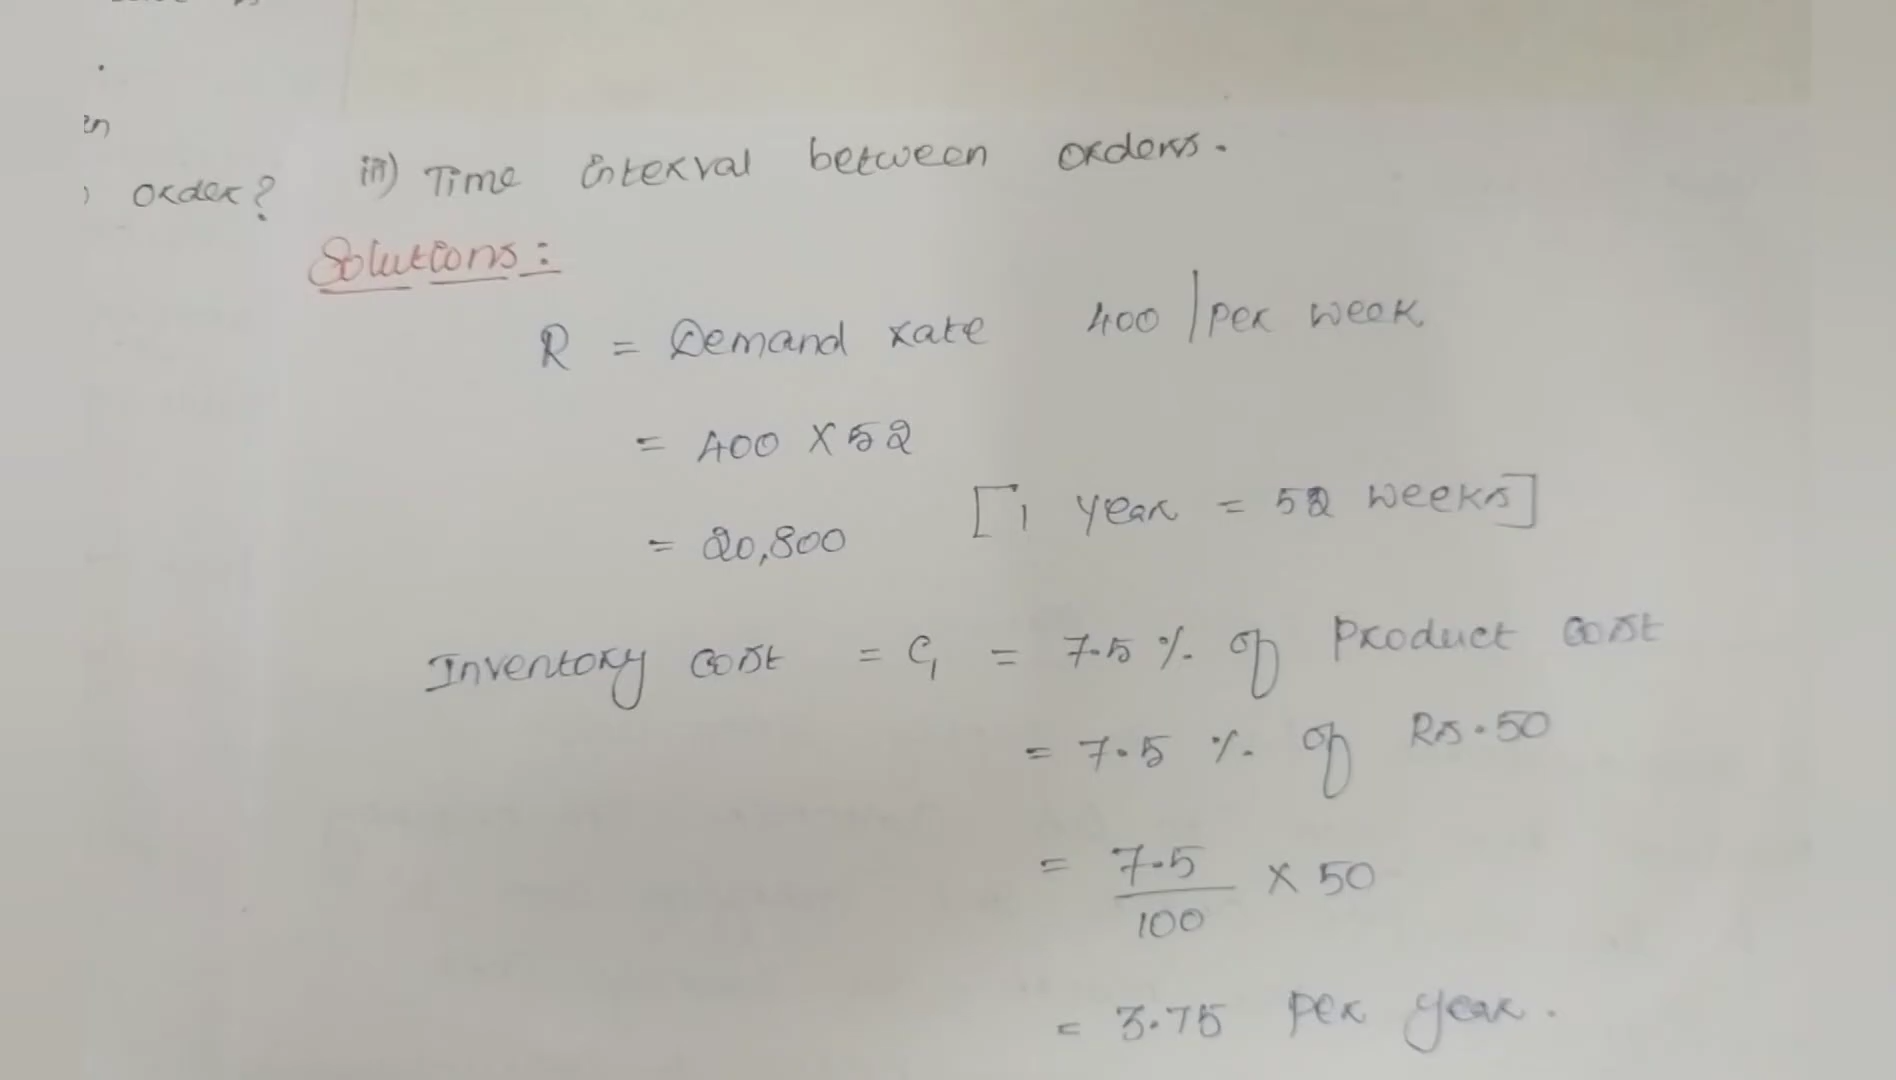 en
order? iii) Time interval between orders.
Solutions:
R = Demand rate 400 / per week
= 400 X 52
= 20,800 [1 year = 52 weeks]
Inventory cost = C1 = 7.5 % of Product cost
= 7.5 % of Rs. 50
= 7.5/100 X 50
= 3.75 per year.